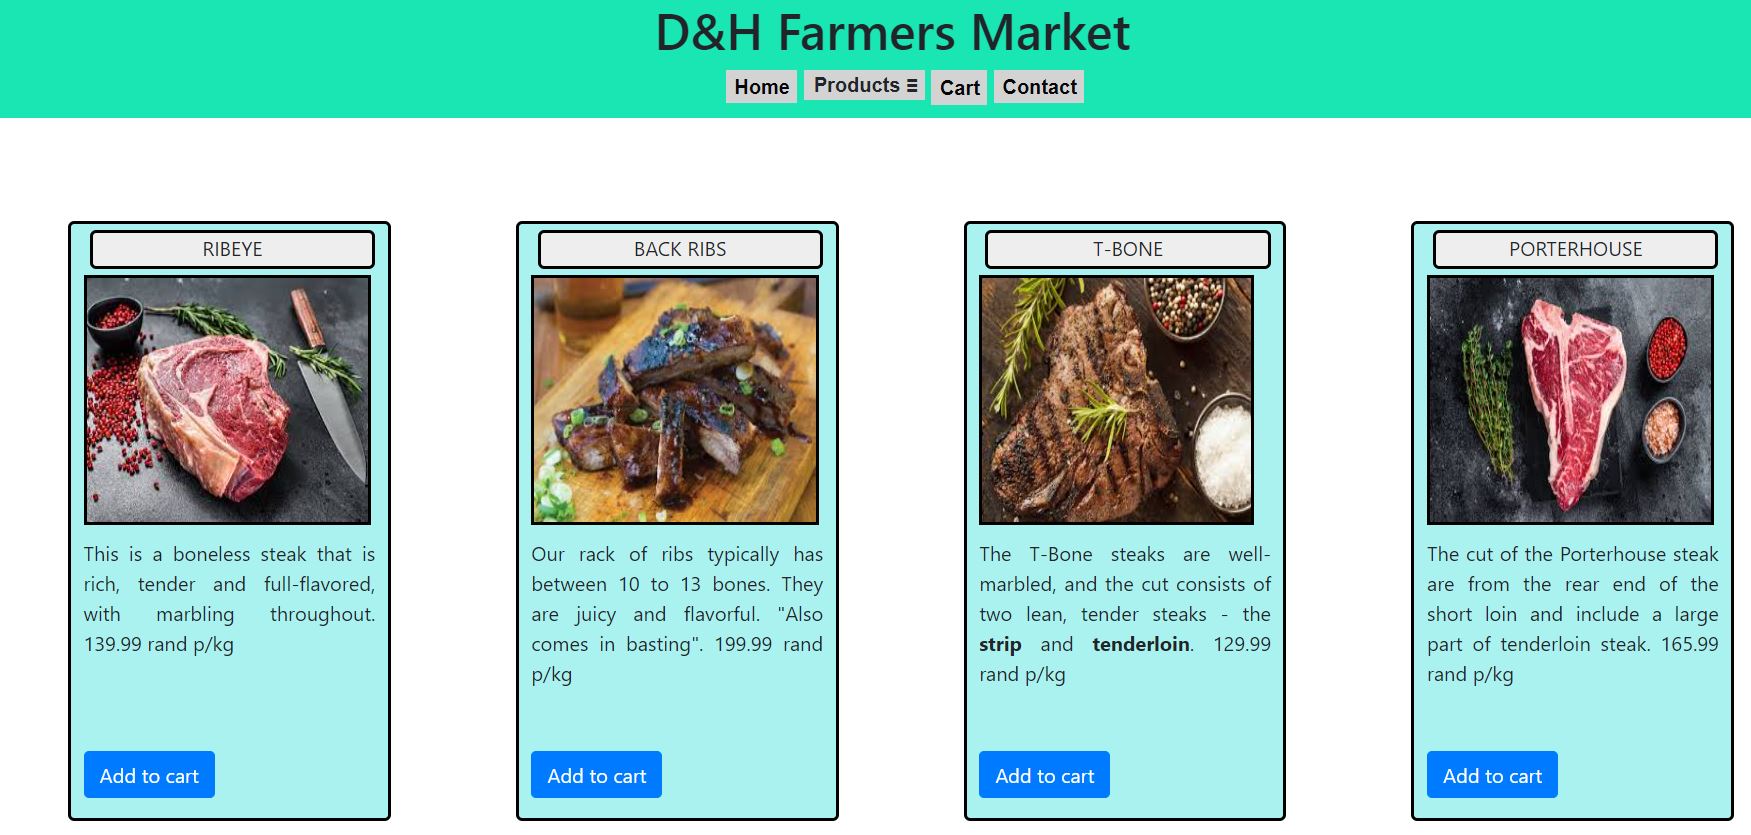 D&H Farmers Market
Home Products ☰ Cart Contact
RIBEYE
This is a boneless steak that is
rich, tender and full-flavored,
with marbling throughout.
139.99 rand p/kg
Add to cart
BACK RIBS
Our rack of ribs typically has
between 10 to 13 bones. They
are juicy and flavorful. "Also
comes in basting". 199.99 rand
p/kg
Add to cart
T-BONE
The T-Bone steaks are well-
marbled, and the cut consists of
two lean, tender steaks - the
strip and tenderloin. 129.99
rand p/kg
Add to cart
PORTERHOUSE
The cut of the Porterhouse steak
are from the rear end of the
short loin and include a large
part of tenderloin steak. 165.99
rand p/kg
Add to cart